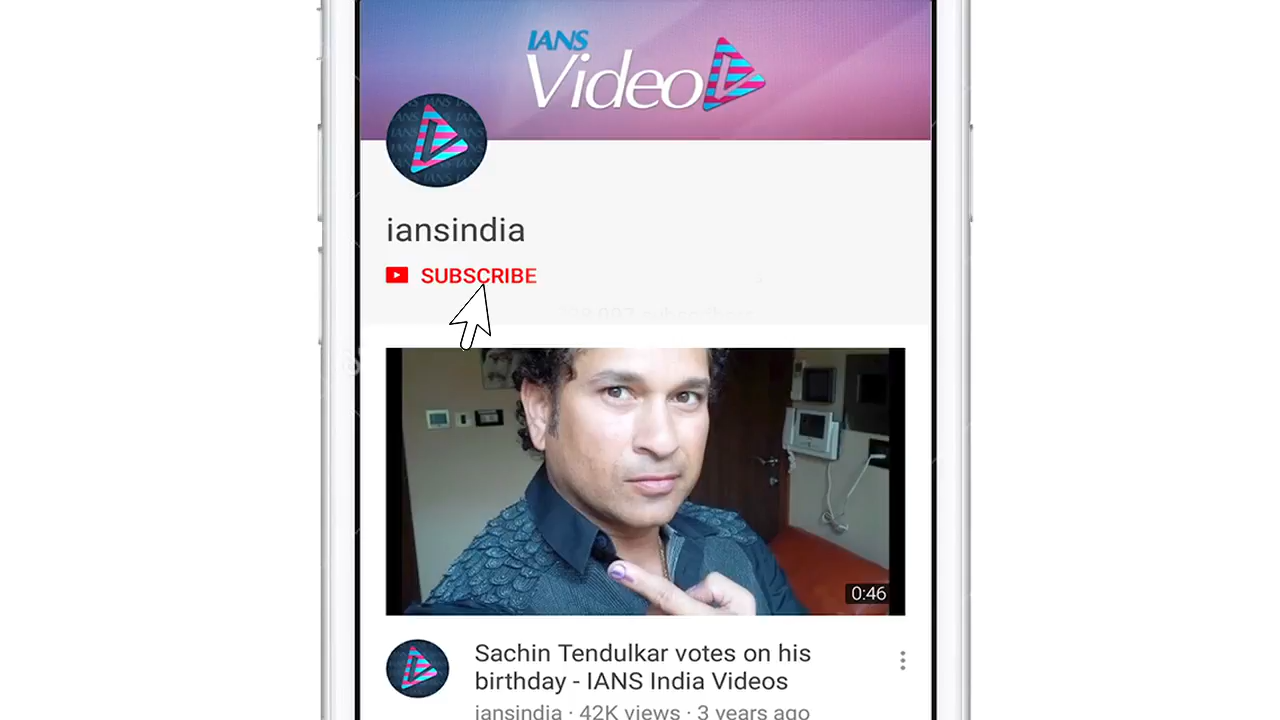 IANS
Video
iansindia
SUBSCRIBE
0:46
Sachin Tendulkar votes on his
birthday - IANS India Videos
iansindia · 42K views · 3 years ago